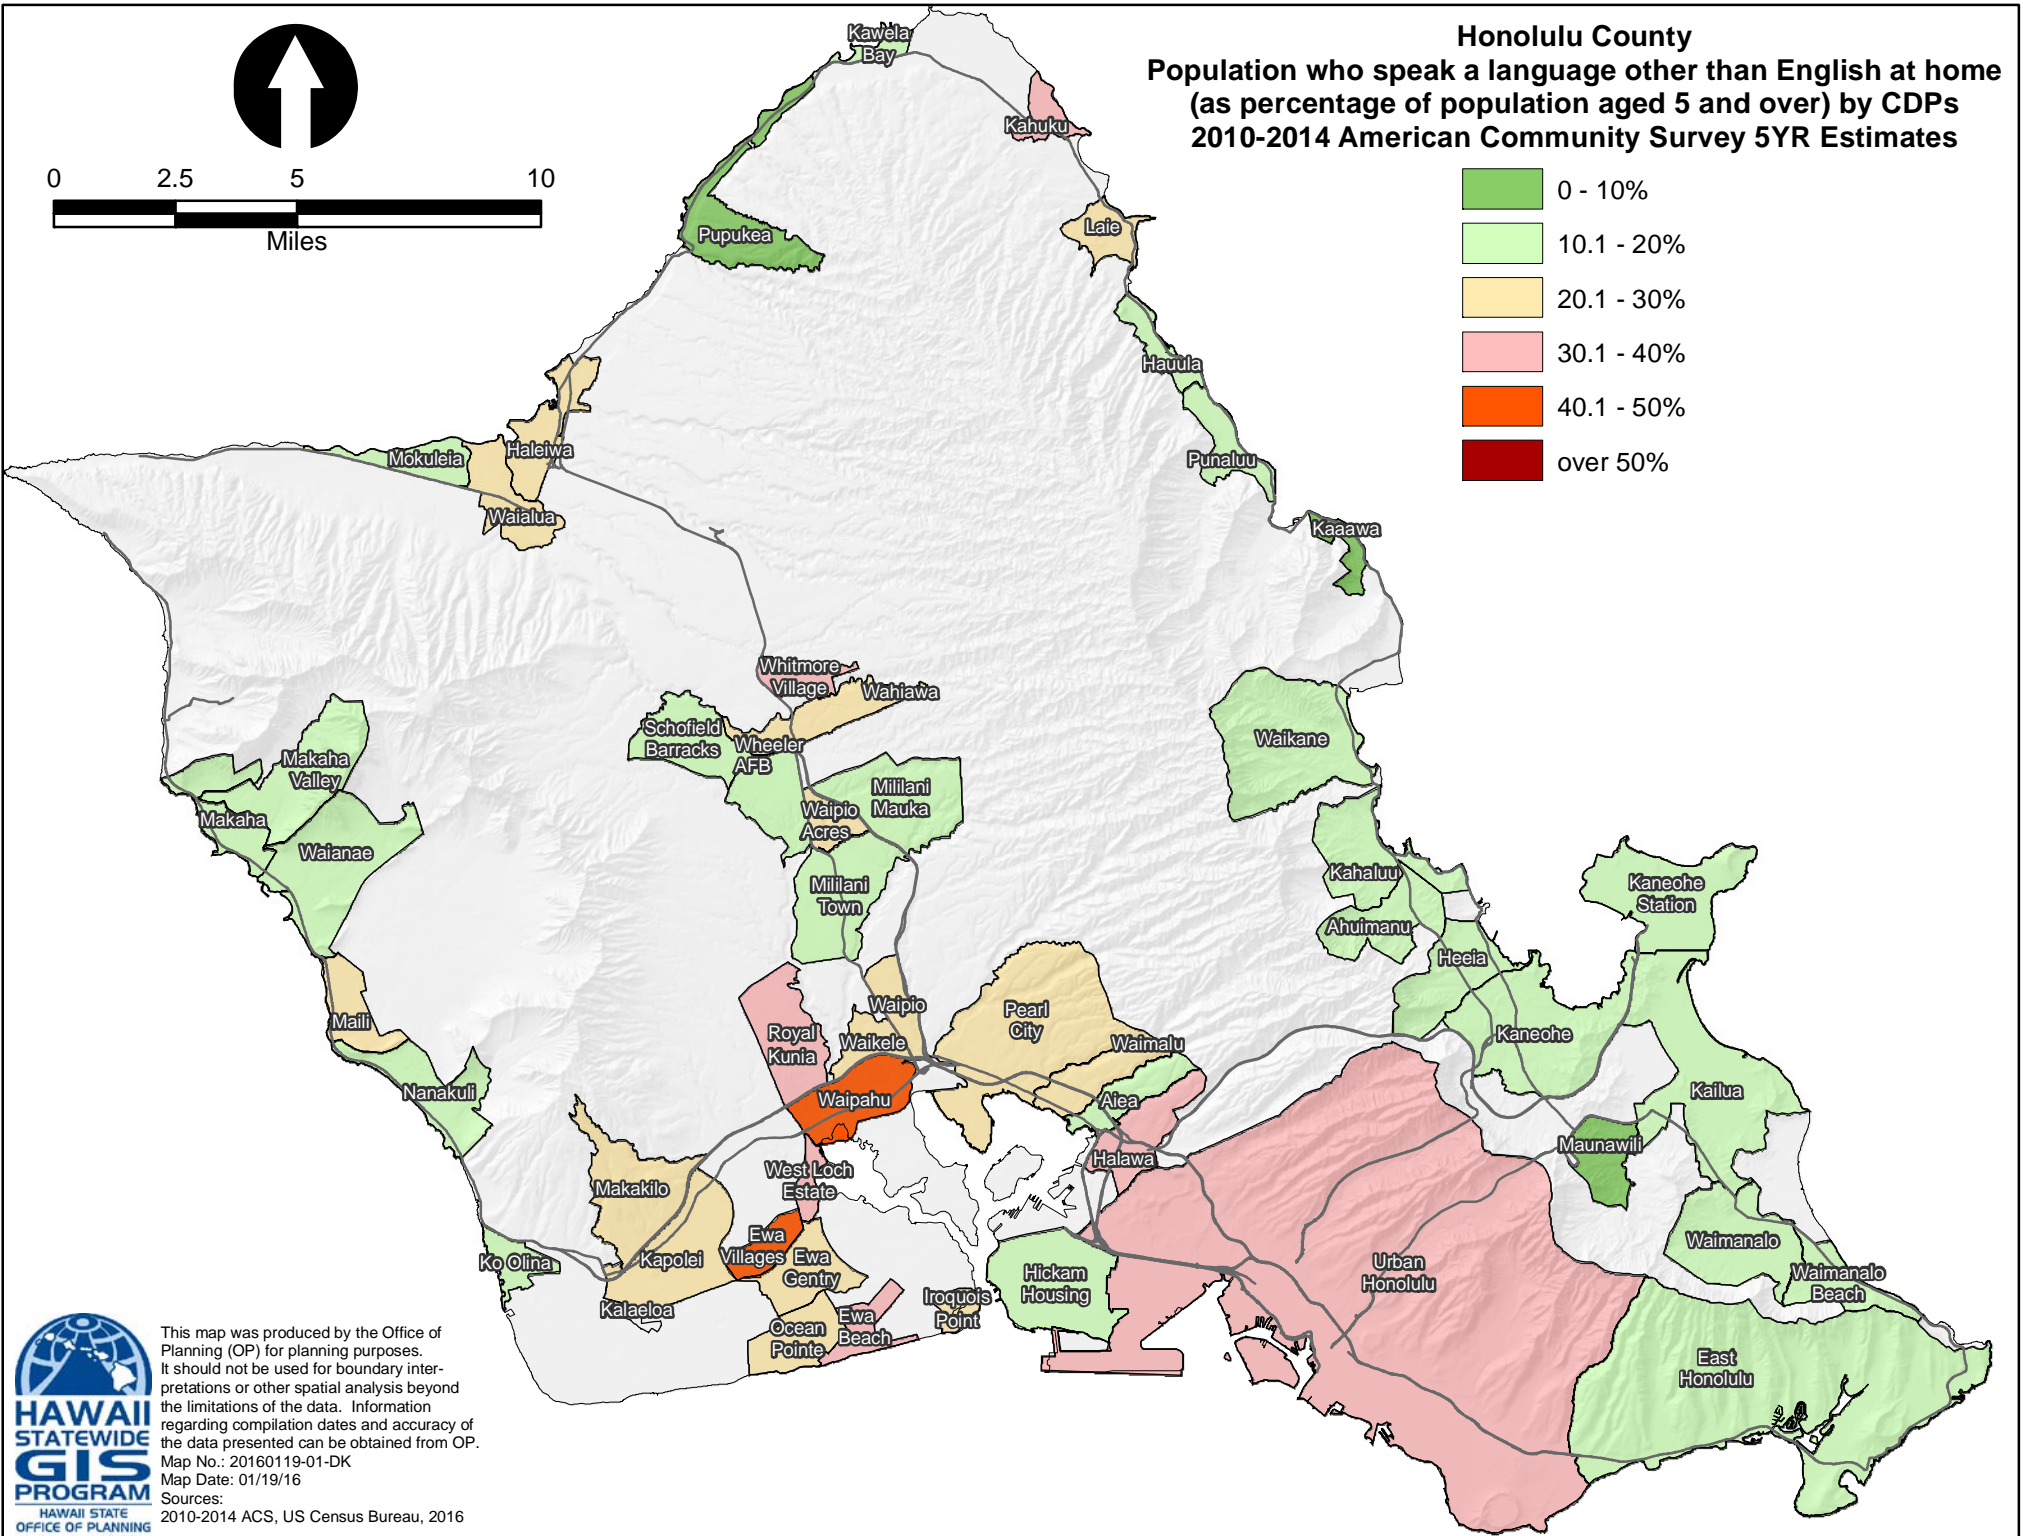 Honolulu County
Population who speak a language other than English at home
(as percentage of population aged 5 and over) by CDPs
2010-2014 American Community Survey 5YR Estimates
0 - 10%
10.1 - 20%
20.1 - 30%
30.1 - 40%
40.1 - 50%
over 50%
0 2.5 5 10
Miles
Kawela
Bay
Kahuku
Pupukea
Laie
Hauula
Punaluu
Kaaawa
Mokuleia
Haleiwa
Waialua
Whitmore
Village
Wahiawa
Schofield
Barracks
Wheeler
AFB
Mililani
Mauka
Waipio
Acres
Mililani
Town
Makaha
Valley
Makaha
Waianae
Maili
Nanakuli
Waikane
Kahaluu
Ahuimanu
Heeia
Kaneohe
Station
Kaneohe
Kailua
Maunawili
Waimanalo
Waimanalo
Beach
Royal
Kunia
Waipio
Waikele
Waipahu
Pearl
City
Waimalu
Aiea
Halawa
West Loch
Estate
Makakilo
Kapolei
Ewa
Villages
Ewa
Gentry
Ko Olina
Kalaeloa
Ocean
Pointe
Ewa
Beach
Iroquois
Point
Hickam
Housing
Urban
Honolulu
East
Honolulu
HAWAII
STATEWIDE
GIS
PROGRAM
HAWAII STATE
OFFICE OF PLANNING
This map was produced by the Office of
Planning (OP) for planning purposes.
It should not be used for boundary inter-
pretations or other spatial analysis beyond
the limitations of the data.  Information
regarding compilation dates and accuracy of
the data presented can be obtained from OP.
Map No.: 20160119-01-DK
Map Date: 01/19/16
Sources:
2010-2014 ACS, US Census Bureau, 2016